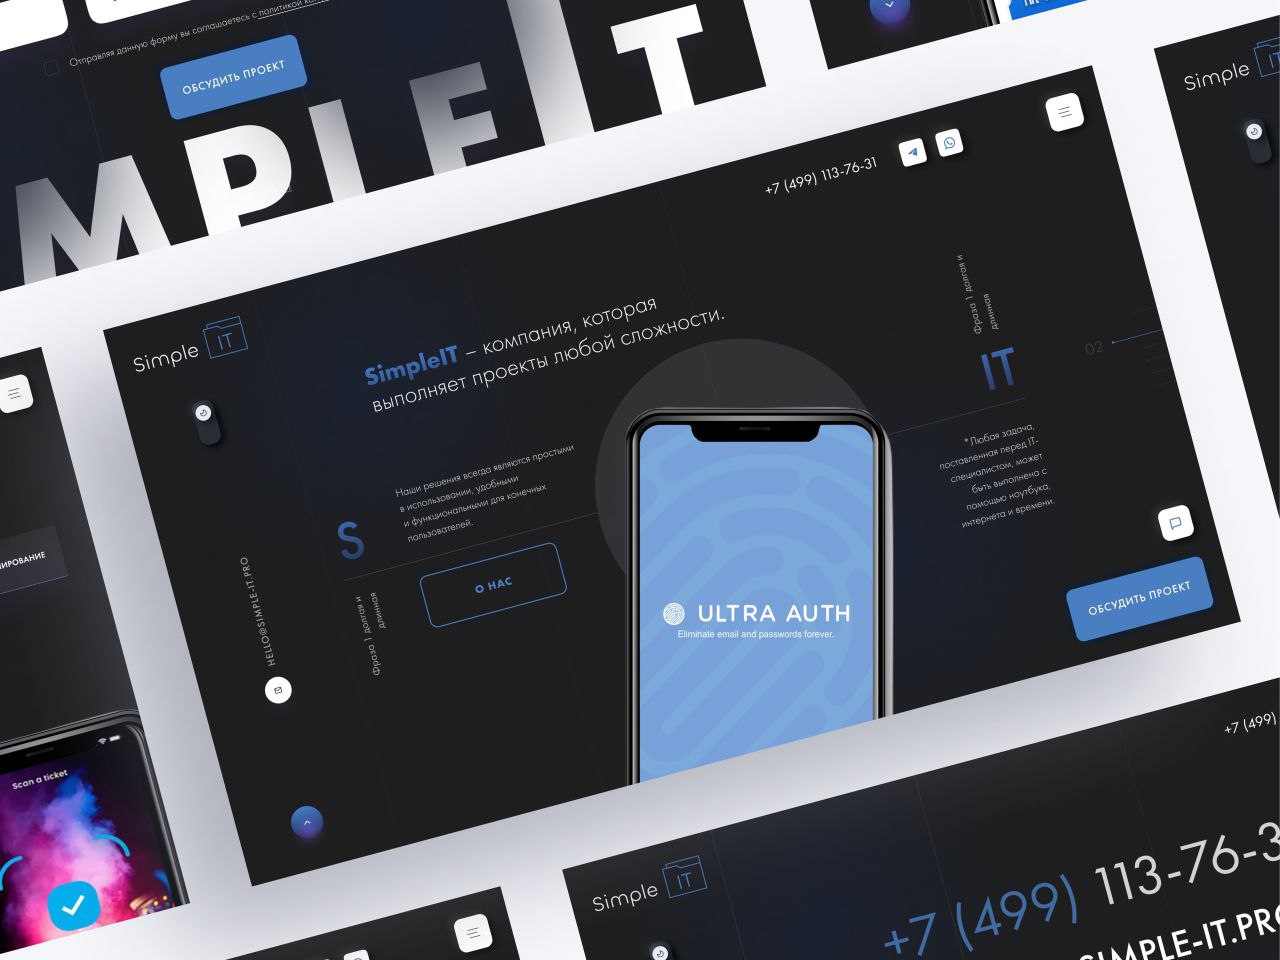 Отправляя данную форму вы соглашаетесь с политикой
ОБСУДИТЬ ПРОЕКТ
MPLE IT
Simple IT
+7 (499) 113-76-31
SimpleIT – компания, которая
выполняет проекты любой сложности.
Фраза 1 долгая и
длинная
IT
02
* Любая задача,
поставленная перед IT-
специалистом, может
быть выполнена с
помощью ноутбука,
интернета и времени.
S
Наши решения всегда являются простыми
в использовании, удобными
и функциональными для конечных
пользователей.
О НАС
Фраза 1 долгая и
длинная
HELLO@SIMPLE-IT.PRO
ULTRA AUTH
Eliminate email and passwords forever.
ОБСУДИТЬ ПРОЕКТ
Simple IT
ИРОВАНИЕ
Scan a ticket
+7 (499)
Simple IT
+7 (499) 113-76-3
SIMPLE-IT.PRO